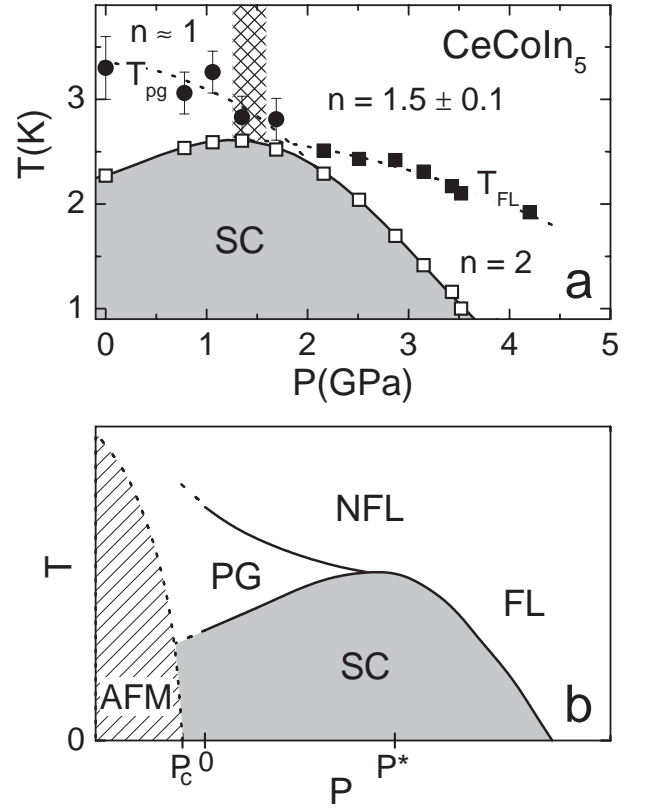 n ≈ 1
CeCoIn₅
T_pg
n = 1.5 ± 0.1
3
T(K)
T_FL
2
SC
n = 2
a
1
0 1 2 3 4 5
P(GPa)
NFL
T
PG
FL
SC
AFM
b
0
P_c 0 P*
P